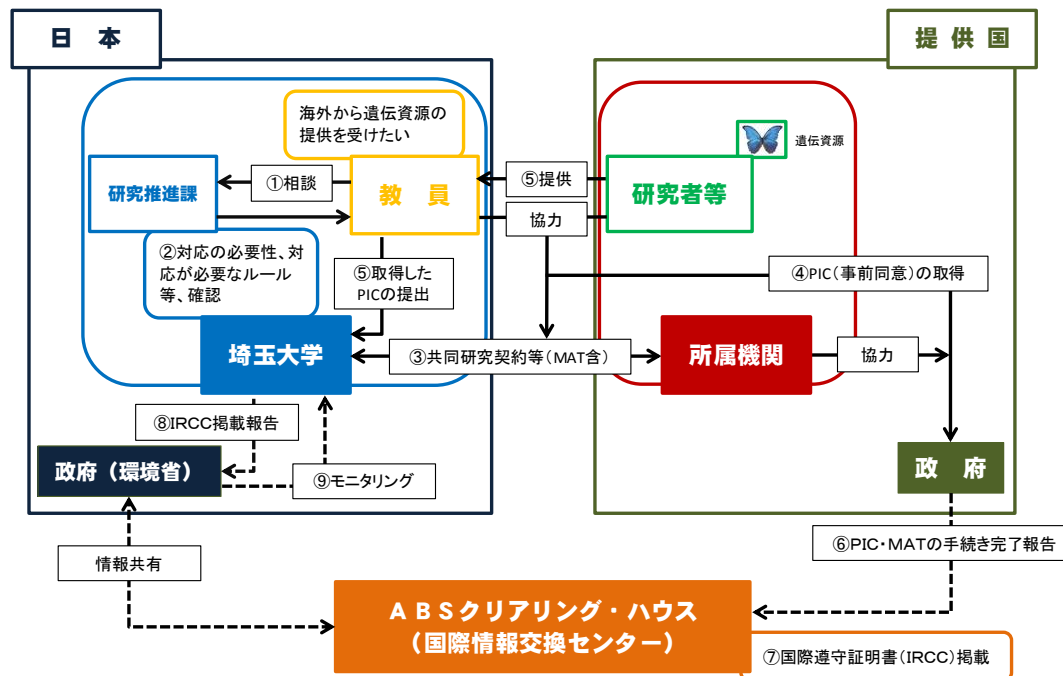 日 本
提 供 国
海外から遺伝資源の
提供を受けたい
遺伝資源
研究推進課
①相談
教 員
⑤提供
研究者等
協力
②対応の必要性、対
応が必要なルール
等、確認
⑤取得した
PICの提出
④PIC(事前同意)の取得
埼玉大学
③共同研究契約等(MAT含)
所属機関
協力
⑧IRCC掲載報告
政府(環境省)
⑨モニタリング
政 府
情報共有
⑥PIC・MATの手続き完了報告
ABSクリアリング・ハウス
(国際情報交換センター)
⑦国際遵守証明書(IRCC)掲載